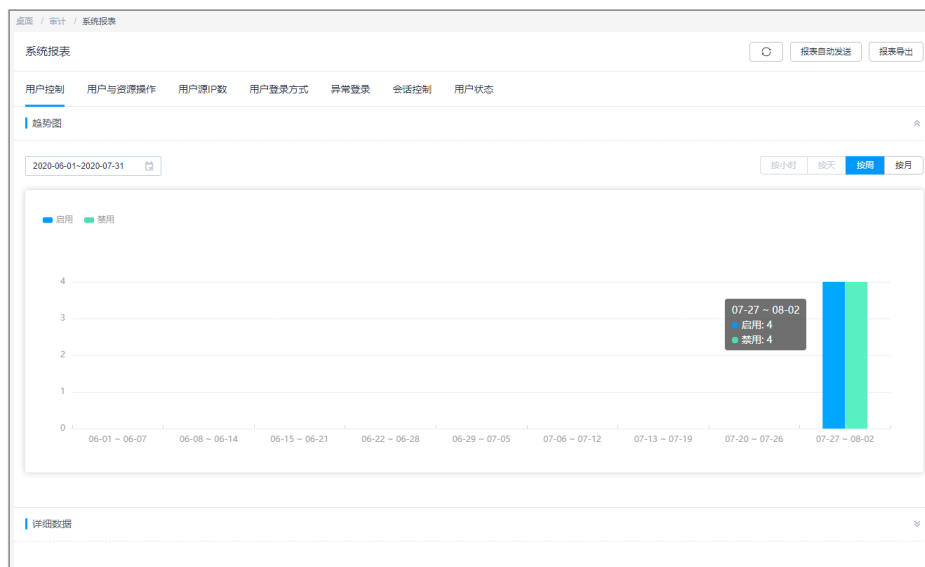 桌面 / 审计 / 系统报表
系统报表
报表自动发送 报表导出
用户控制 用户与资源操作 用户源IP数 用户登录方式 异常登录 会话控制 用户状态
趋势图
2020-06-01~2020-07-31
按小时 按天 按周 按月
启用 禁用
4
3
2
1
0
07-27 ~ 08-02
启用: 4
禁用: 4
06-01 ~ 06-07 06-08 ~ 06-14 06-15 ~ 06-21 06-22 ~ 06-28 06-29 ~ 07-05 07-06 ~ 07-12 07-13 ~ 07-19 07-20 ~ 07-26 07-27 ~ 08-02
详细数据